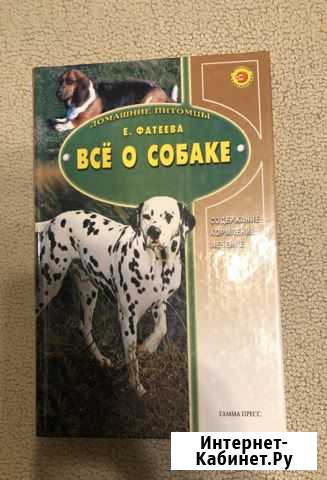 ДОМАШНИЕ ПИТОМЦЫ
Е. ФАТЕЕВА
ВСЁ О СОБАКЕ
СОДЕРЖАНИЕ
КОРМЛЕНИЕ
ЛЕЧЕНИЕ
ГАММА ПРЕСС
Интернет-
Кабинет.Ру